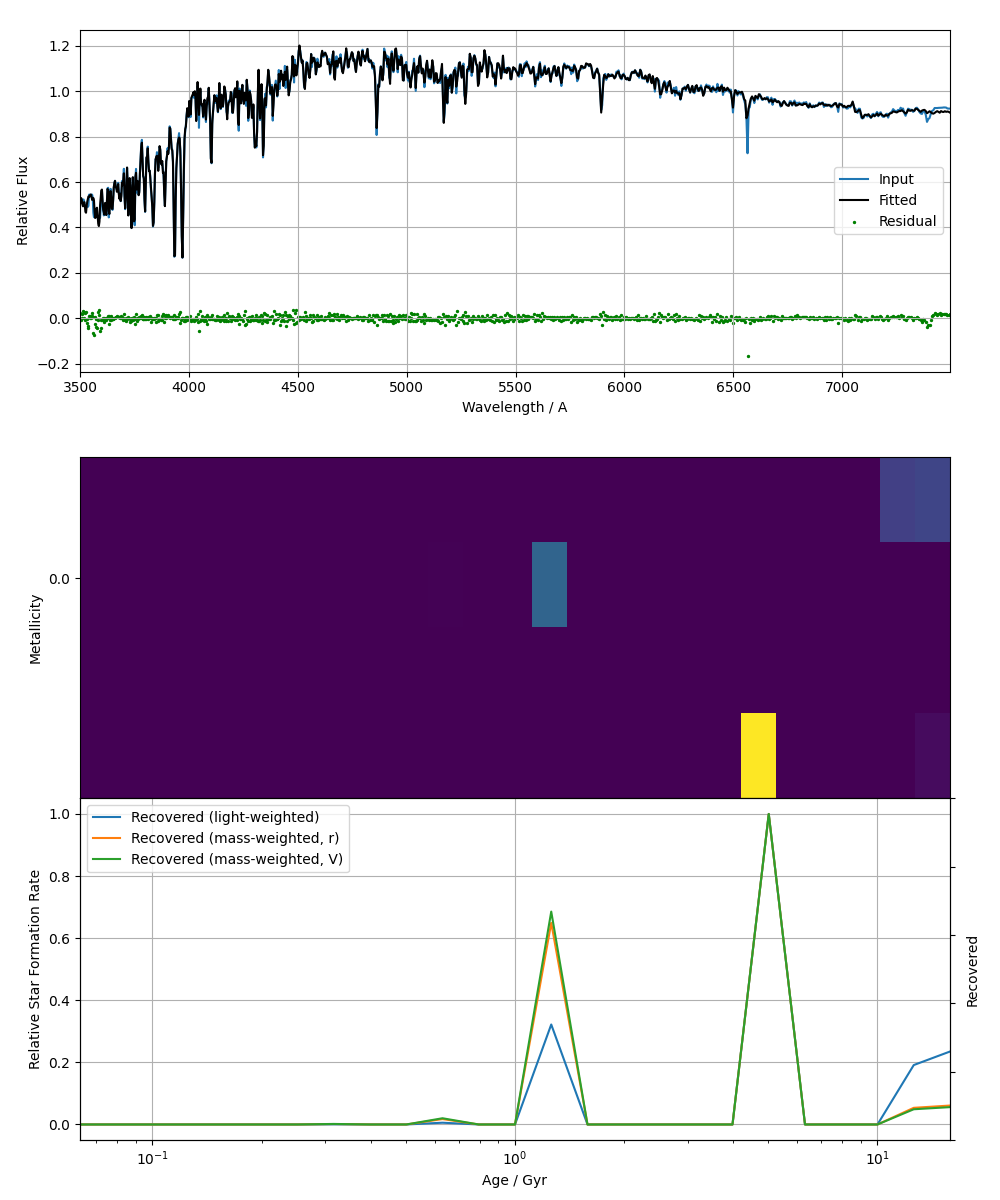 1.2
1.0
0.8
0.6
0.4
0.2
0.0
−0.2
Relative Flux
Input
Fitted
Residual
3500 4000 4500 5000 5500 6000 6500 7000
Wavelength / A
0.0
Metallicity
Recovered (light-weighted)
Recovered (mass-weighted, r)
Recovered (mass-weighted, V)
1.0
0.8
0.6
0.4
0.2
0.0
Relative Star Formation Rate
Recovered
10⁻¹ 10⁰ 10¹
Age / Gyr